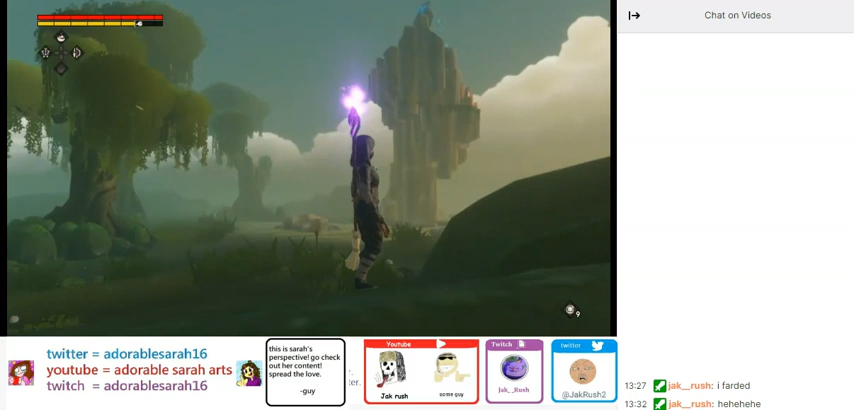 Chat on Videos
9
twitter = adorablesarah16
youtube = adorable sarah arts
twitch = adorablesarah16
this is sarah's
perspective! go check
out her content!
spread the love.
-guy
ter.
Youtube
Jak rush
some guy
Twitch
Jak_Rush
twitter
@JakRush2
13:27 jak__rush: i farded
13:32 jak__rush: hehehehe